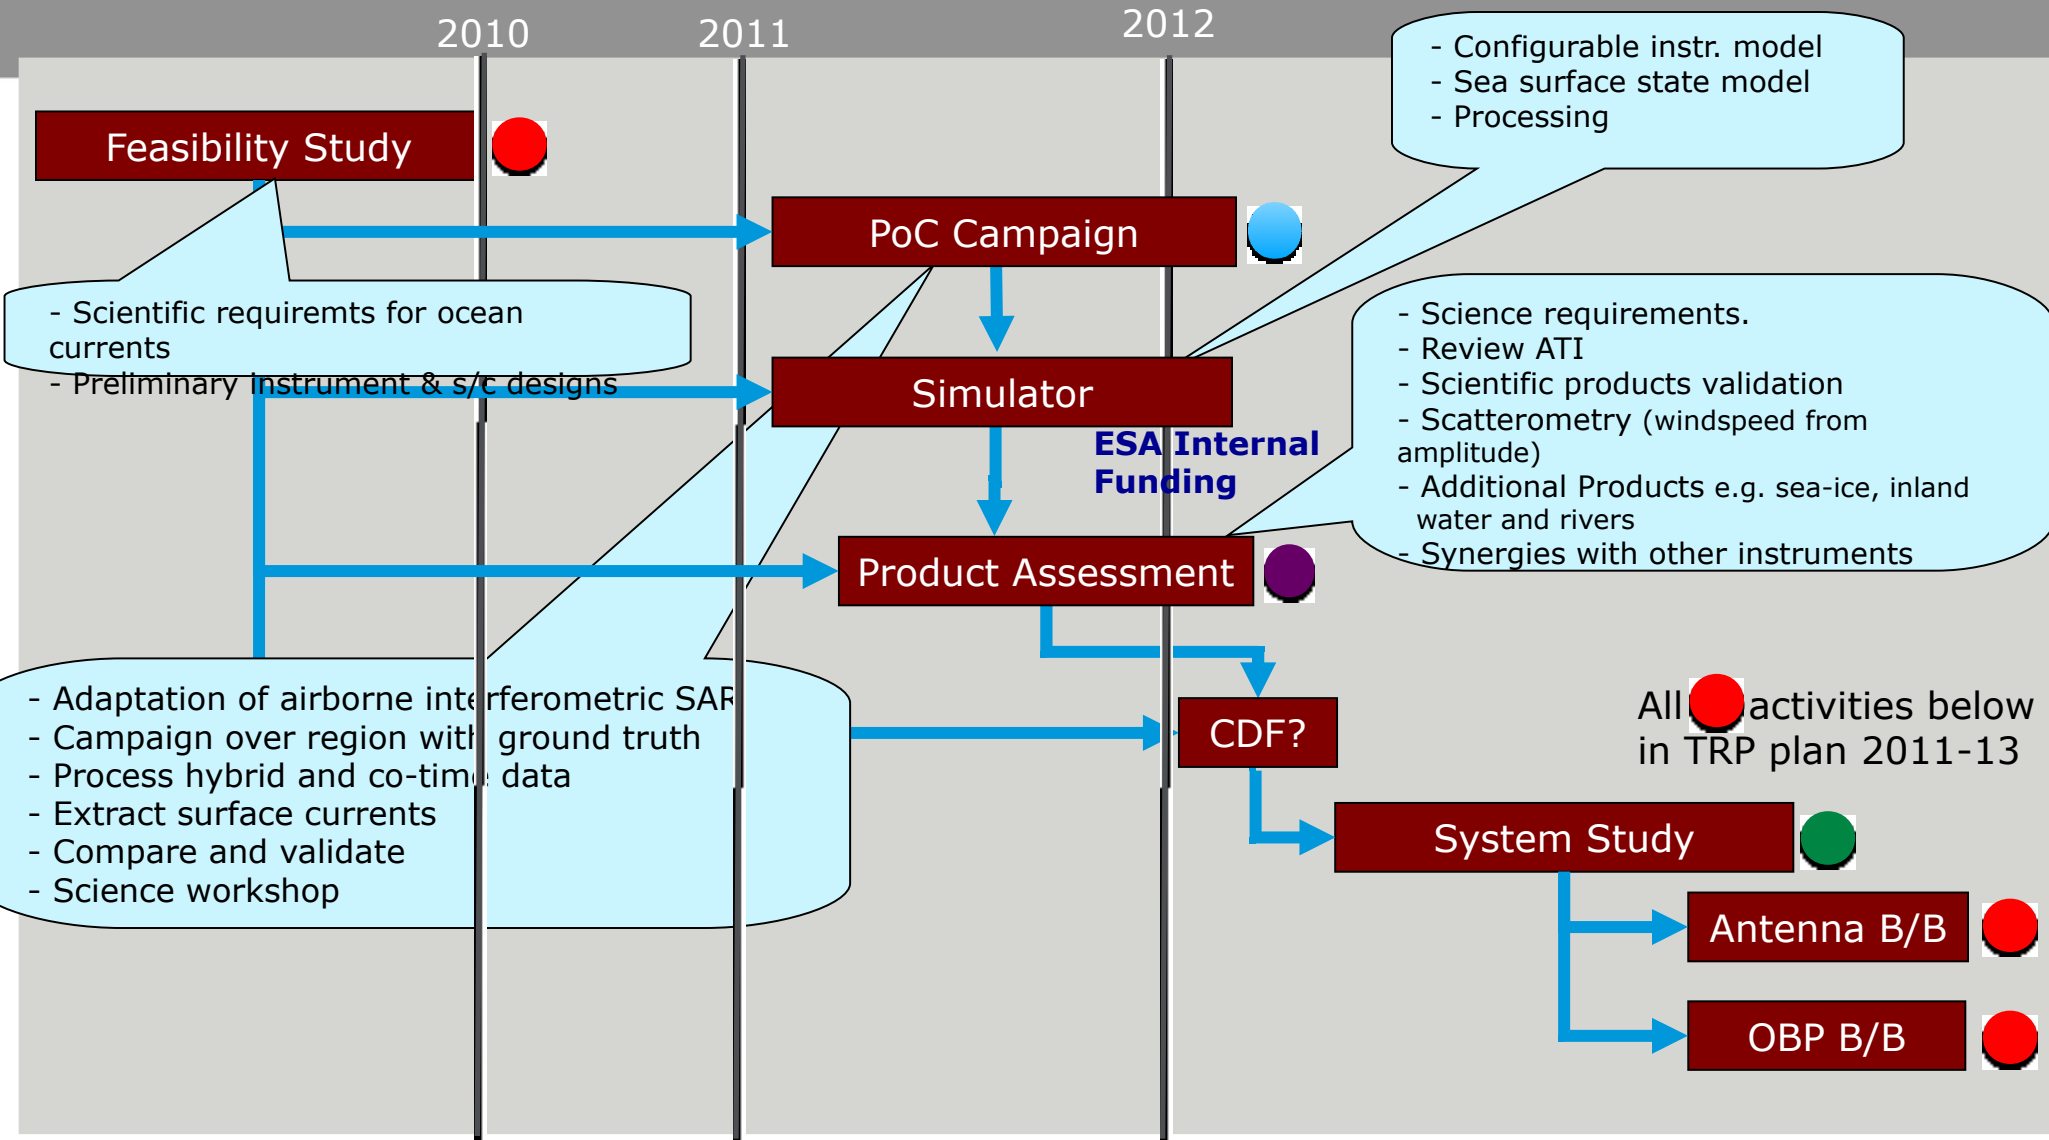 2010
2011
2012
- Configurable instr. model
- Sea surface state model
- Processing
Feasibility Study
PoC Campaign
- Scientific requiremts for ocean
currents
- Preliminary instrument & s/c designs
Simulator
ESA Internal
Funding
- Science requirements.
- Review ATI
- Scientific products validation
- Scatterometry (windspeed from
amplitude)
- Additional Products e.g. sea-ice, inland
water and rivers
- Synergies with other instruments
Product Assessment
- Adaptation of airborne interferometric SAR
- Campaign over region with ground truth
- Process hybrid and co-time data
- Extract surface currents
- Compare and validate
- Science workshop
CDF?
All activities below
in TRP plan 2011-13
System Study
Antenna B/B
OBP B/B